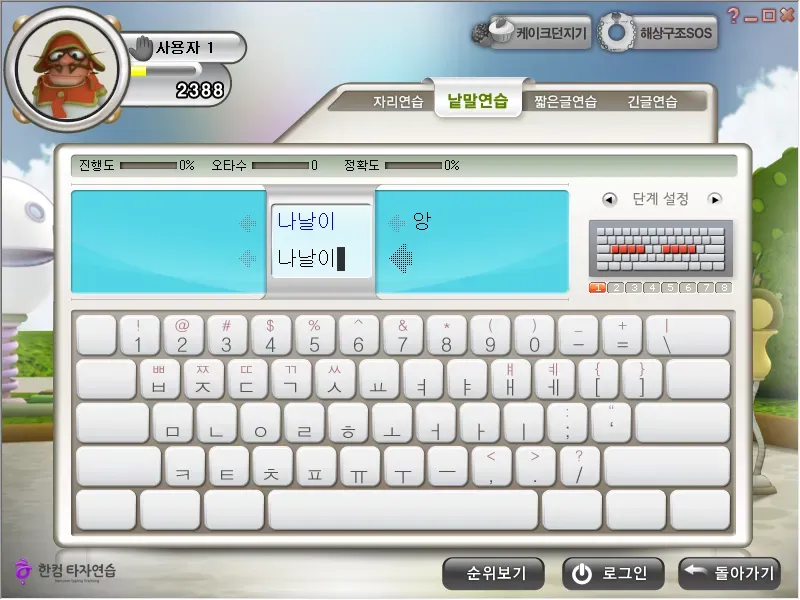 사용자 1
2388
케이크던지기
해상구조SOS
자리연습 낱말연습 짧은글연습 긴글연습
진행도 0% 오타수 0 정확도 0%
나날이 앙
나날이
단계 설정
1 2 3 4 5 6 7 8
! @ # $ % ^ & * ( ) _ + |
1 2 3 4 5 6 7 8 9 0 - = \
ㅃ ㅉ ㄸ ㄲ ㅆ ㅒ ㅖ { }
ㅂ ㅈ ㄷ ㄱ ㅅ ㅛ ㅕ ㅑ ㅐ ㅔ [ ]
: "
ㅁ ㄴ ㅇ ㄹ ㅎ ㅗ ㅓ ㅏ ㅣ ; '
< > ?
ㅋ ㅌ ㅊ ㅍ ㅠ ㅜ ㅡ , . /
한컴 타자연습
순위보기
로그인
돌아가기